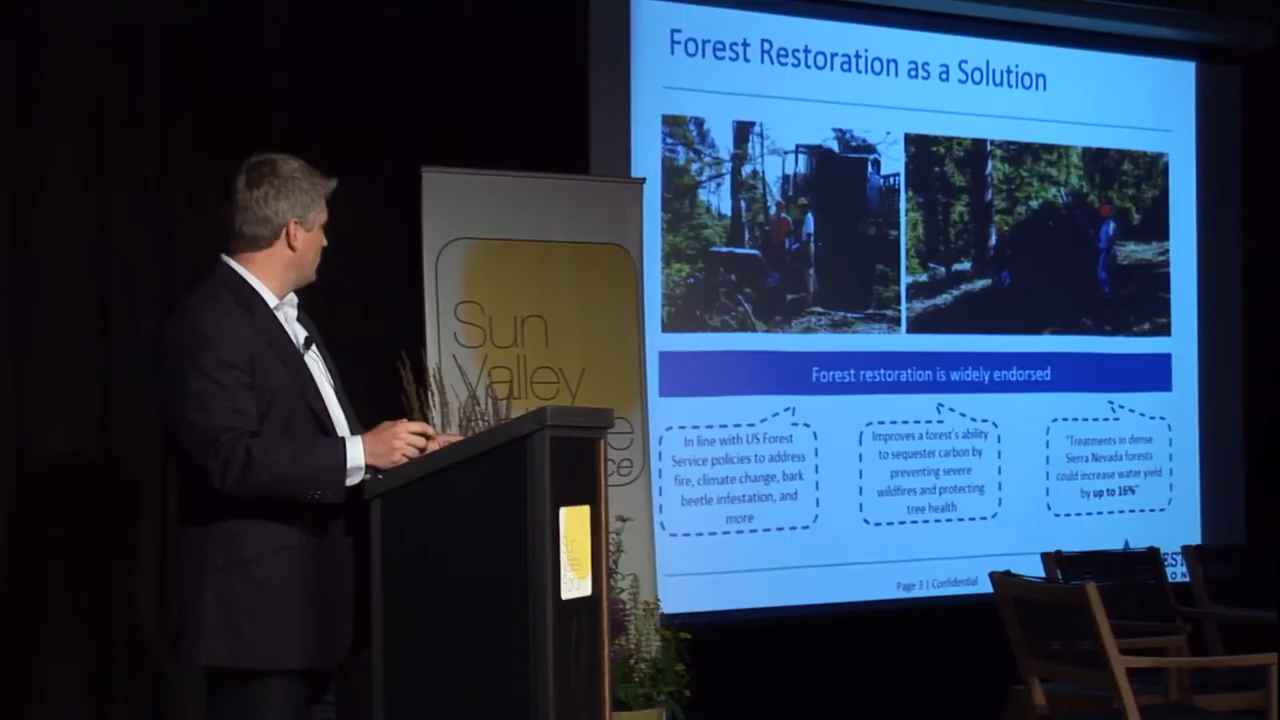 Forest Restoration as a Solution
Forest restoration is widely endorsed
In line with US Forest
Service policies to address
fire, climate change, bark
beetle infestation, and
more
Improves a forest's ability
to sequester carbon by
preventing severe
wildfires and protecting
tree health
"Treatments in dense
Sierra Nevada forests
could increase water yield
by up to 16%"
Page 3 | Confidential
Sun
Valley
Sun
Valley
Forum